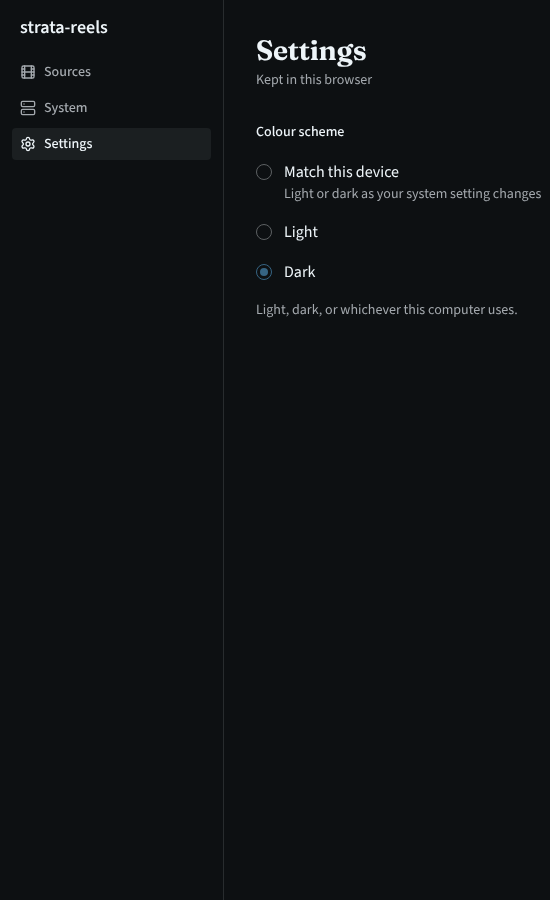 strata-reels
Sources
System
Settings
Settings
Kept in this browser
Colour scheme
Match this device
Light or dark as your system setting changes
Light
Dark
Light, dark, or whichever this computer uses.